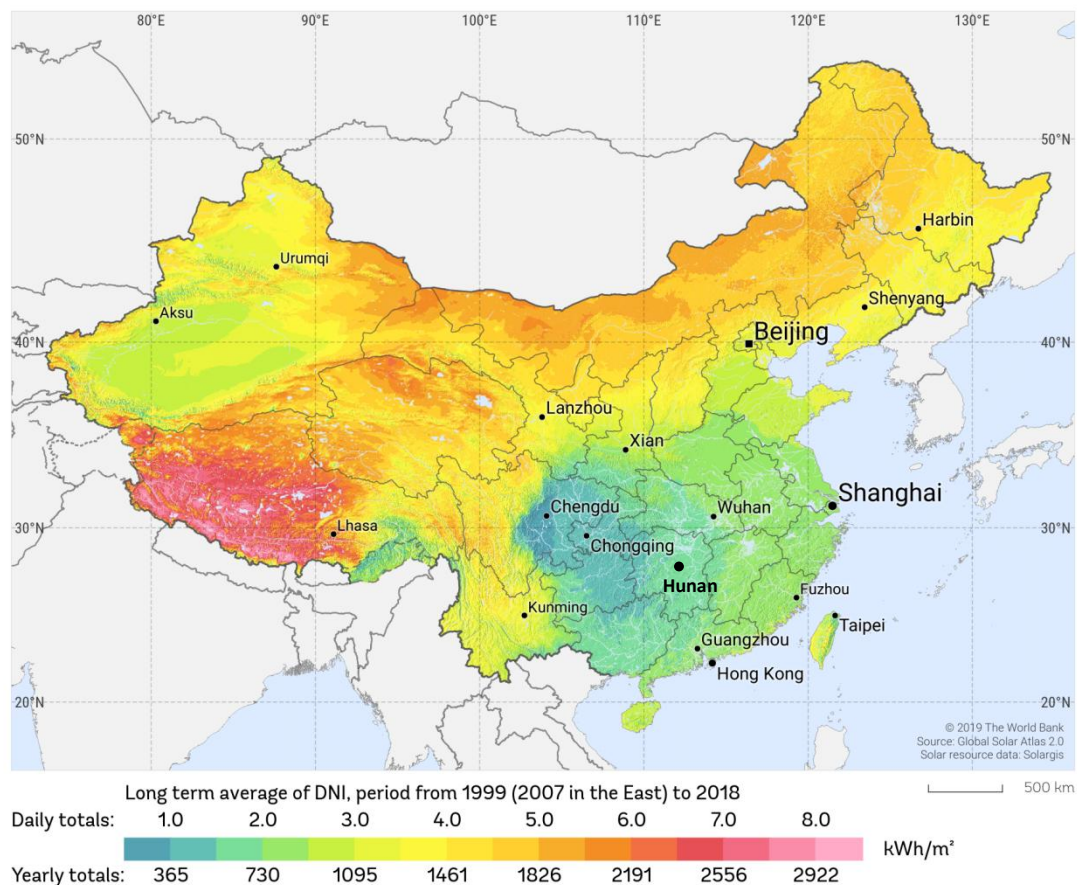 80°E 90°E 100°E 110°E 120°E 130°E
50°N 50°N
Harbin
Urumqi
Shenyang
Aksu
Beijing
40°N 40°N
Lanzhou
Xian
Shanghai
Chengdu
Wuhan
30°N Lhasa 30°N
Chongqing
Hunan
Fuzhou
Kunming
Taipei
Guangzhou
Hong Kong
20°N 20°N
© 2019 The World Bank
Source: Global Solar Atlas 2.0
Solar resource data: Solargis
Long term average of DNI, period from 1999 (2007 in the East) to 2018
500 km
Daily totals: 1.0 2.0 3.0 4.0 5.0 6.0 7.0 8.0
kWh/m²
Yearly totals: 365 730 1095 1461 1826 2191 2556 2922